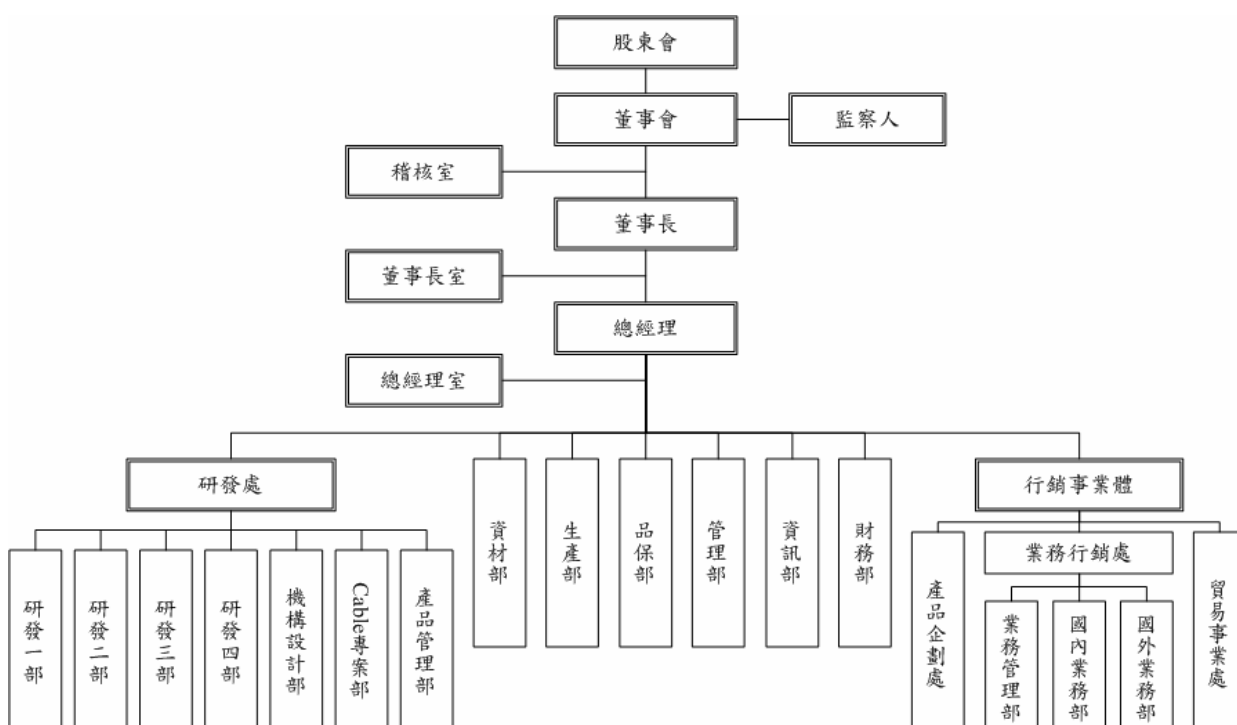 股東會
董事會
監察人
稽核室
董事長
董事長室
總經理
總經理室
研發處
資材部
生產部
品保部
管理部
資訊部
財務部
行銷事業體
研發一部
研發二部
研發三部
研發四部
機構設計部
Cable專案部
產品管理部
產品企劃處
業務行銷處
貿易事業處
業務管理部
國內業務部
國外業務部